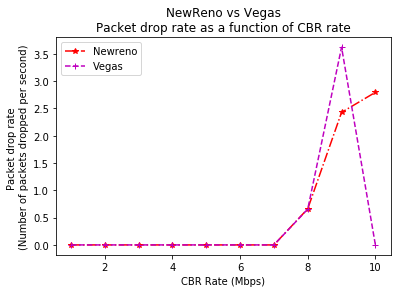 NewReno vs Vegas
Packet drop rate as a function of CBR rate
Newreno
Vegas
Packet drop rate
(Number of packets dropped per second)
3.5
3.0
2.5
2.0
1.5
1.0
0.5
0.0
2
4
6
8
10
CBR Rate (Mbps)